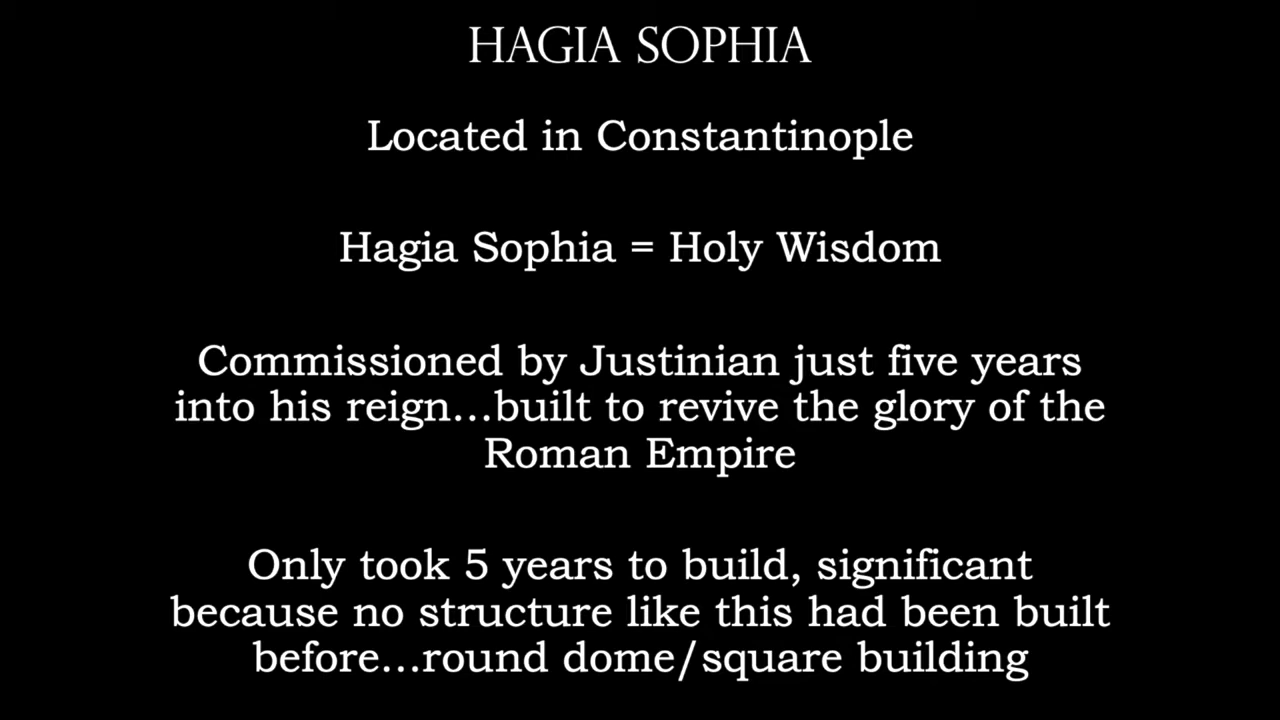 HAGIA SOPHIA
Located in Constantinople
Hagia Sophia = Holy Wisdom
Commissioned by Justinian just five years
into his reign...built to revive the glory of the
Roman Empire
Only took 5 years to build, significant
because no structure like this had been built
before...round dome/square building